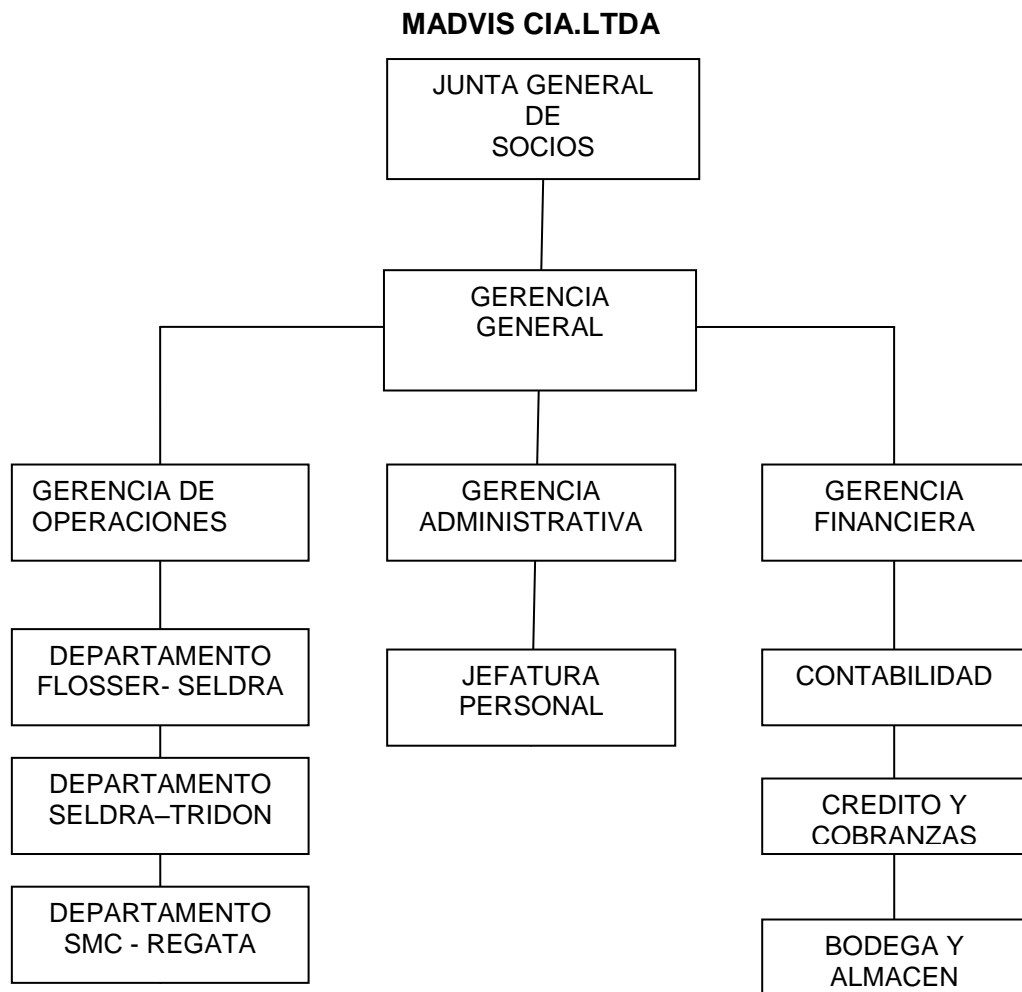 MADVIS CIA.LTDA
JUNTA GENERAL
DE
SOCIOS
GERENCIA
GENERAL
GERENCIA DE
OPERACIONES
GERENCIA
ADMINISTRATIVA
GERENCIA
FINANCIERA
DEPARTAMENTO
FLOSSER- SELDRA
JEFATURA
PERSONAL
CONTABILIDAD
DEPARTAMENTO
SELDRA–TRIDON
CREDITO Y
COBRANZAS
DEPARTAMENTO
SMC - REGATA
BODEGA Y
ALMACEN